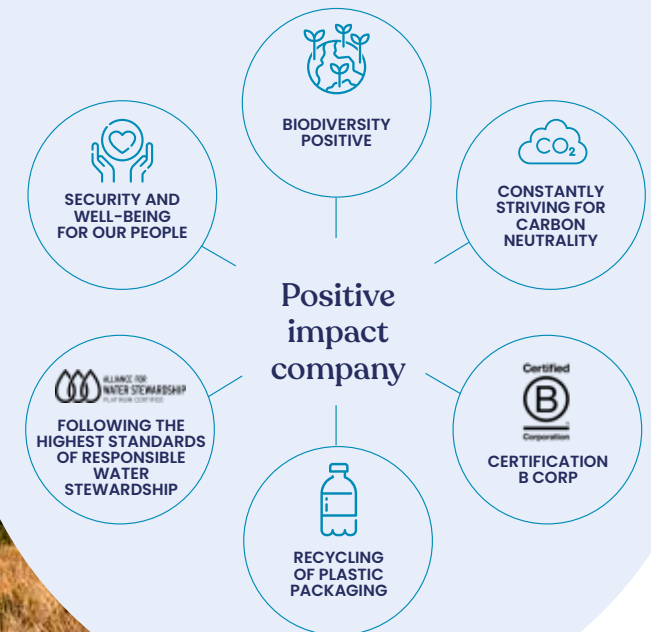 BIODIVERSITY
POSITIVE
SECURITY AND
WELL-BEING
FOR OUR PEOPLE
CO2
CONSTANTLY
STRIVING FOR
CARBON
NEUTRALITY
Positive
impact
company
ALLIANCE FOR
WATER STEWARDSHIP
PLATINUM CERTIFIED
FOLLOWING THE
HIGHEST STANDARDS
OF RESPONSIBLE
WATER
STEWARDSHIP
Certified
B
Corporation
CERTIFICATION
B CORP
RECYCLING
OF PLASTIC
PACKAGING